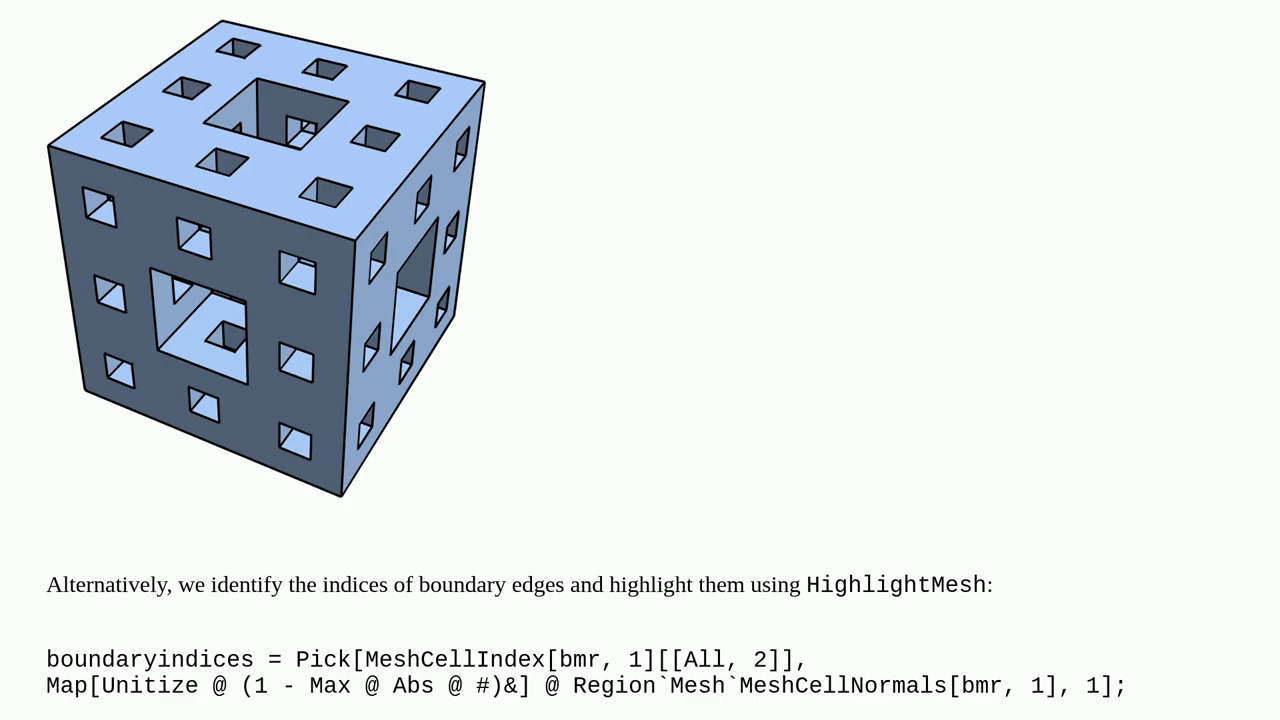 Alternatively, we identify the indices of boundary edges and highlight them using HighlightMesh:
boundaryindices = Pick[MeshCellIndex[bmr, 1][[All, 2]],
Map[Unitize @ (1 - Max @ Abs @ #)&] @ Region`Mesh`MeshCellNormals[bmr, 1], 1];